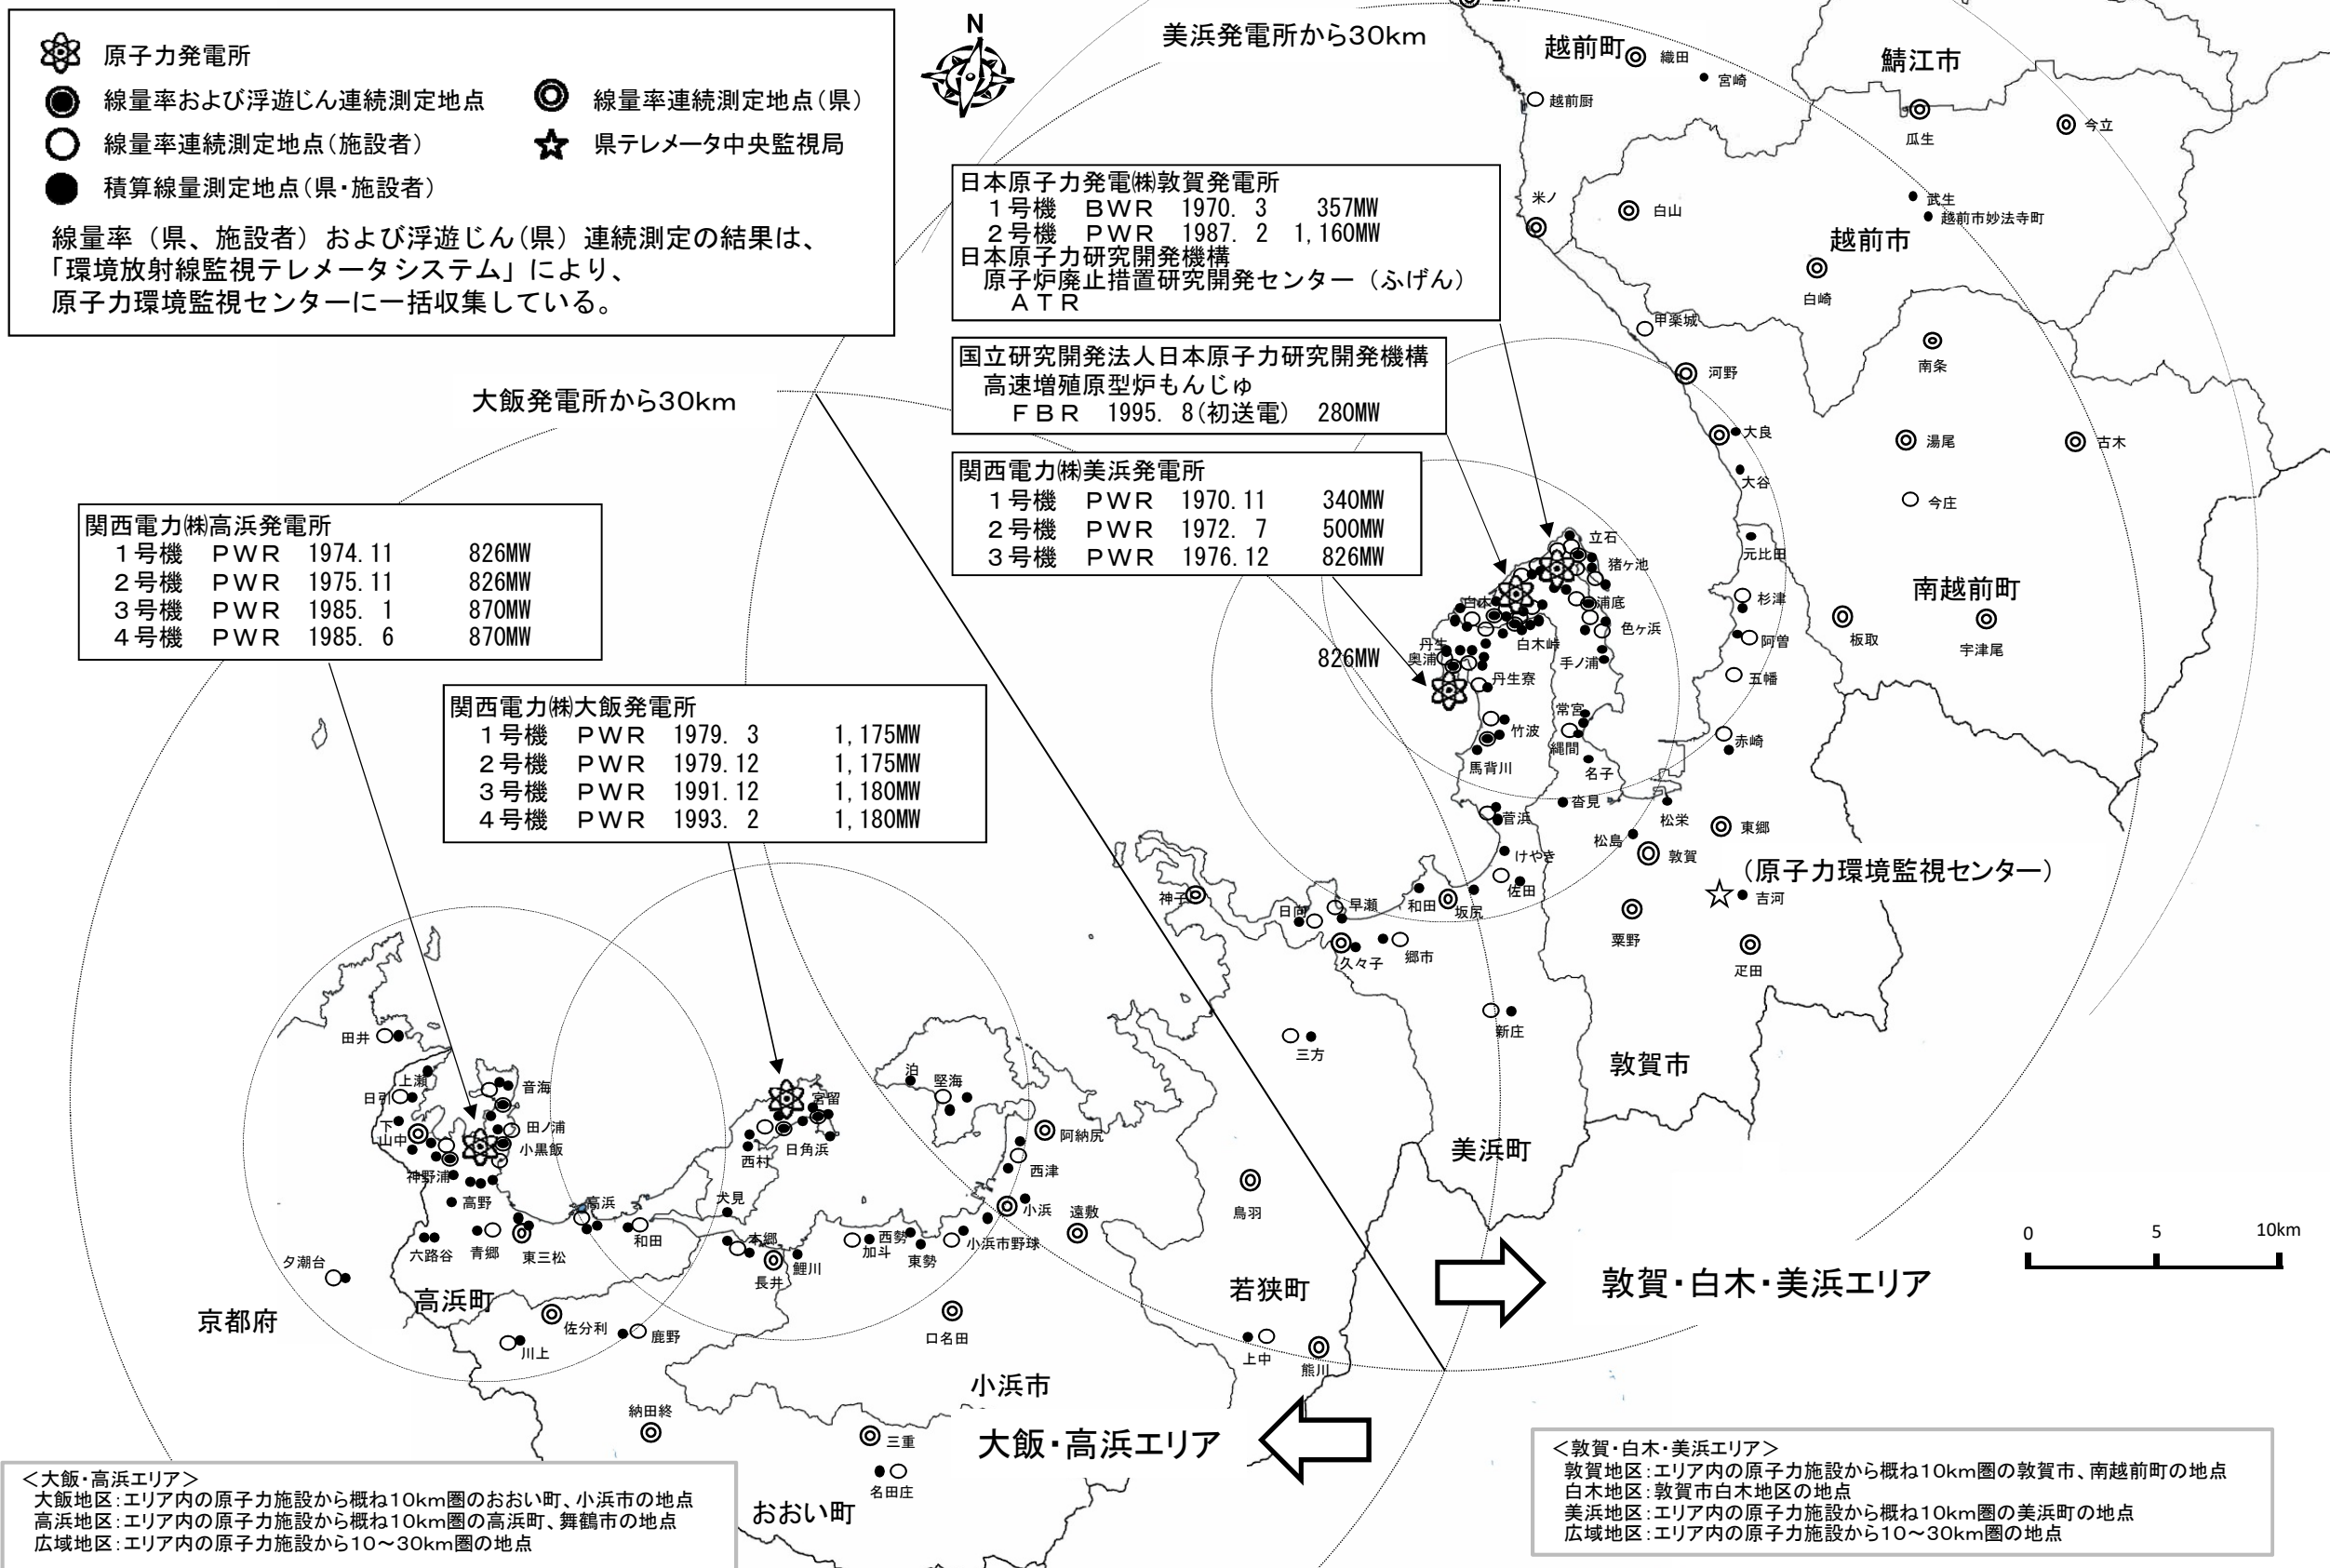 原子力発電所
線量率および浮遊じん連続測定地点
線量率連続測定地点（県）
線量率連続測定地点（施設者）
県テレメータ中央監視局
積算線量測定地点（県・施設者）
線量率（県、施設者）および浮遊じん（県）連続測定の結果は、
「環境放射線監視テレメータシステム」により、
原子力環境監視センターに一括収集している。
N
美浜発電所から30km
大飯発電所から30km
日本原子力発電㈱敦賀発電所
1号機 BWR 1970. 3 357MW
2号機 PWR 1987. 2 1,160MW
日本原子力研究開発機構
原子炉廃止措置研究開発センター（ふげん）
ATR
国立研究開発法人日本原子力研究開発機構
高速増殖原型炉もんじゅ
FBR 1995. 8(初送電) 280MW
関西電力㈱美浜発電所
1号機 PWR 1970.11 340MW
2号機 PWR 1972. 7 500MW
3号機 PWR 1976.12 826MW
826MW
関西電力㈱高浜発電所
1号機 PWR 1974.11 826MW
2号機 PWR 1975.11 826MW
3号機 PWR 1985. 1 870MW
4号機 PWR 1985. 6 870MW
関西電力㈱大飯発電所
1号機 PWR 1979. 3 1,175MW
2号機 PWR 1979.12 1,175MW
3号機 PWR 1991.12 1,180MW
4号機 PWR 1993. 2 1,180MW
越前町
織田
宮崎
鯖江市
越前厨
瓜生
今立
米ノ
白山
武生
越前市妙法寺町
越前市
白崎
甲楽城
南条
河野
大良
湯尾
古木
大谷
今庄
立石
元比田
猪ヶ池
南越前町
白木
浦底
杉津
色ヶ浜
阿曽
板取
宇津尾
丹生
奥浦
白木峠
手ノ浦
丹生寮
五幡
常宮
竹波
縄間
赤崎
馬背川
名子
沓見
菅浜
松栄
東郷
松島
敦賀
けやき
（原子力環境監視センター）
佐田
吉河
神子
日向
早瀬
和田
坂尻
粟野
久々子
郷市
疋田
新庄
三方
敦賀市
田井
上瀬
日引
音海
泊
堅海
宮留
下
山中
田ノ浦
小黒飯
日角浜
西村
阿納尻
西津
美浜町
神野浦
高野
高浜
犬見
小浜
遠敷
鳥羽
六路谷
青郷
東三松
和田
本郷
長井
鯉川
加斗
西勢
東勢
小浜市野球
夕潮台
高浜町
京都府
佐分利
鹿野
川上
口名田
若狭町
上中
熊川
小浜市
納田終
三重
名田庄
おおい町
0 5 10km
敦賀・白木・美浜エリア
大飯・高浜エリア
＜大飯・高浜エリア＞
大飯地区：エリア内の原子力施設から概ね10km圏のおおい町、小浜市の地点
高浜地区：エリア内の原子力施設から概ね10km圏の高浜町、舞鶴市の地点
広域地区：エリア内の原子力施設から10～30km圏の地点
＜敦賀・白木・美浜エリア＞
敦賀地区：エリア内の原子力施設から概ね10km圏の敦賀市、南越前町の地点
白木地区：敦賀市白木地区の地点
美浜地区：エリア内の原子力施設から概ね10km圏の美浜町の地点
広域地区：エリア内の原子力施設から10～30km圏の地点